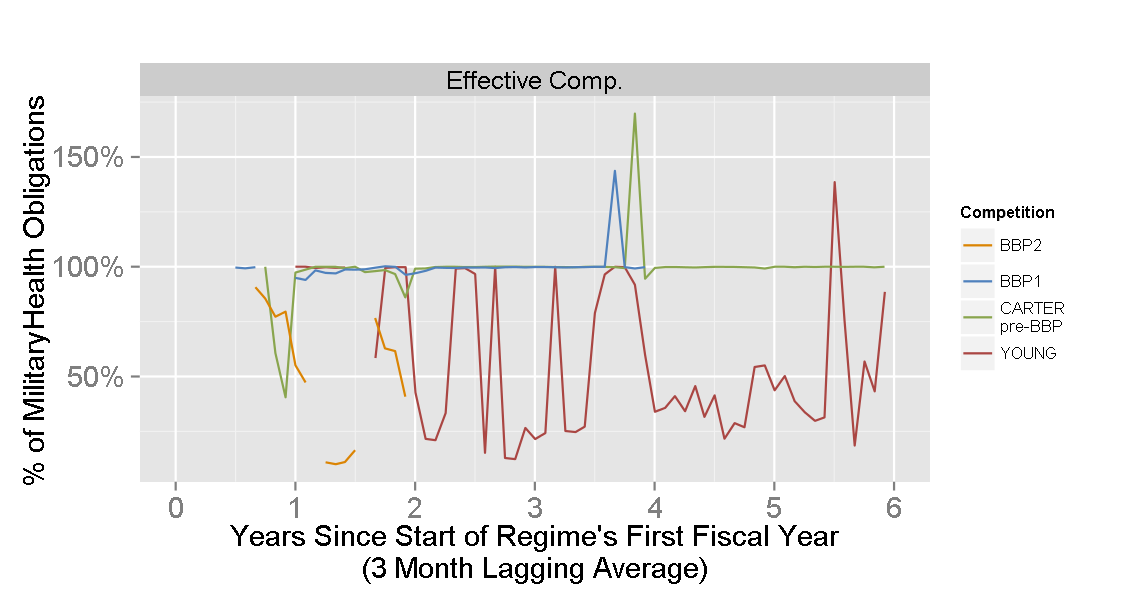 Effective Comp.
% of MilitaryHealth Obligations
150%
100%
50%
0 1 2 3 4 5 6
Years Since Start of Regime's First Fiscal Year
(3 Month Lagging Average)
Competition
BBP2
BBP1
CARTER
pre-BBP
YOUNG